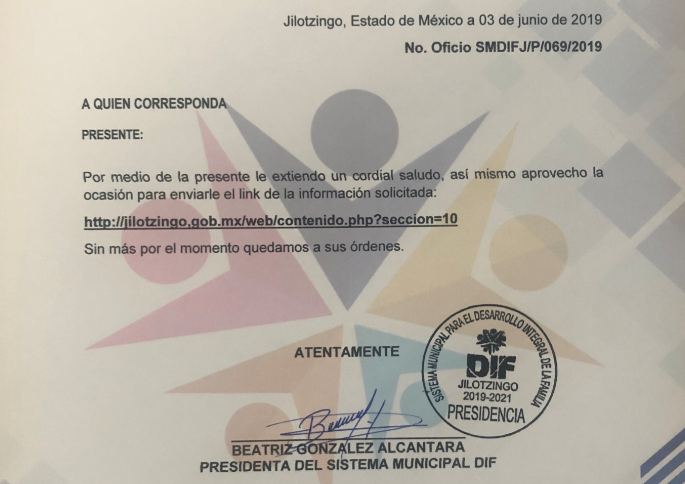 Jilotzingo, Estado de México a 03 de junio de 2019
No. Oficio SMDIFJ/P/069/2019
A QUIEN CORRESPONDA
PRESENTE:
Por medio de la presente le extiendo un cordial saludo, así mismo aprovecho la
ocasión para enviarle el link de la información solicitada:
http://jilotzingo.gob.mx/web/contenido.php?seccion=10
Sin más por el momento quedamos a sus órdenes.
ATENTAMENTE
SISTEMA MUNICIPAL PARA EL DESARROLLO INTEGRAL DE LA FAMILIA
DIF
JILOTZINGO
2019-2021
PRESIDENCIA
BEATRIZ GONZÁLEZ ALCANTARA
PRESIDENTA DEL SISTEMA MUNICIPAL DIF